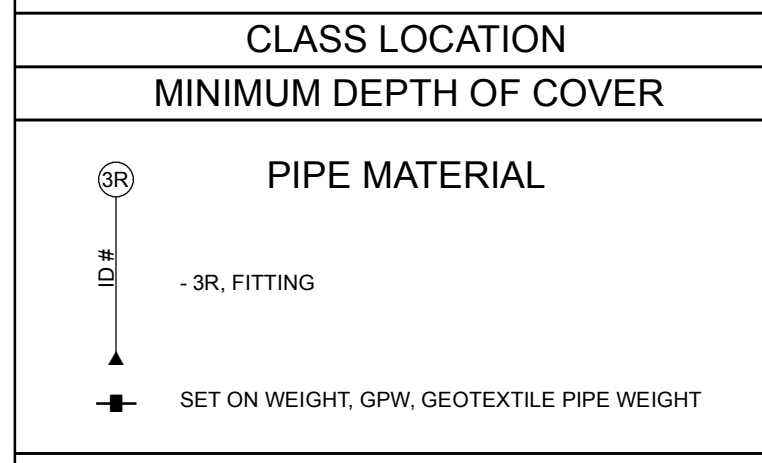 CLASS LOCATION
MINIMUM DEPTH OF COVER
PIPE MATERIAL
3R
ID #
- 3R, FITTING
SET ON WEIGHT, GPW, GEOTEXTILE PIPE WEIGHT